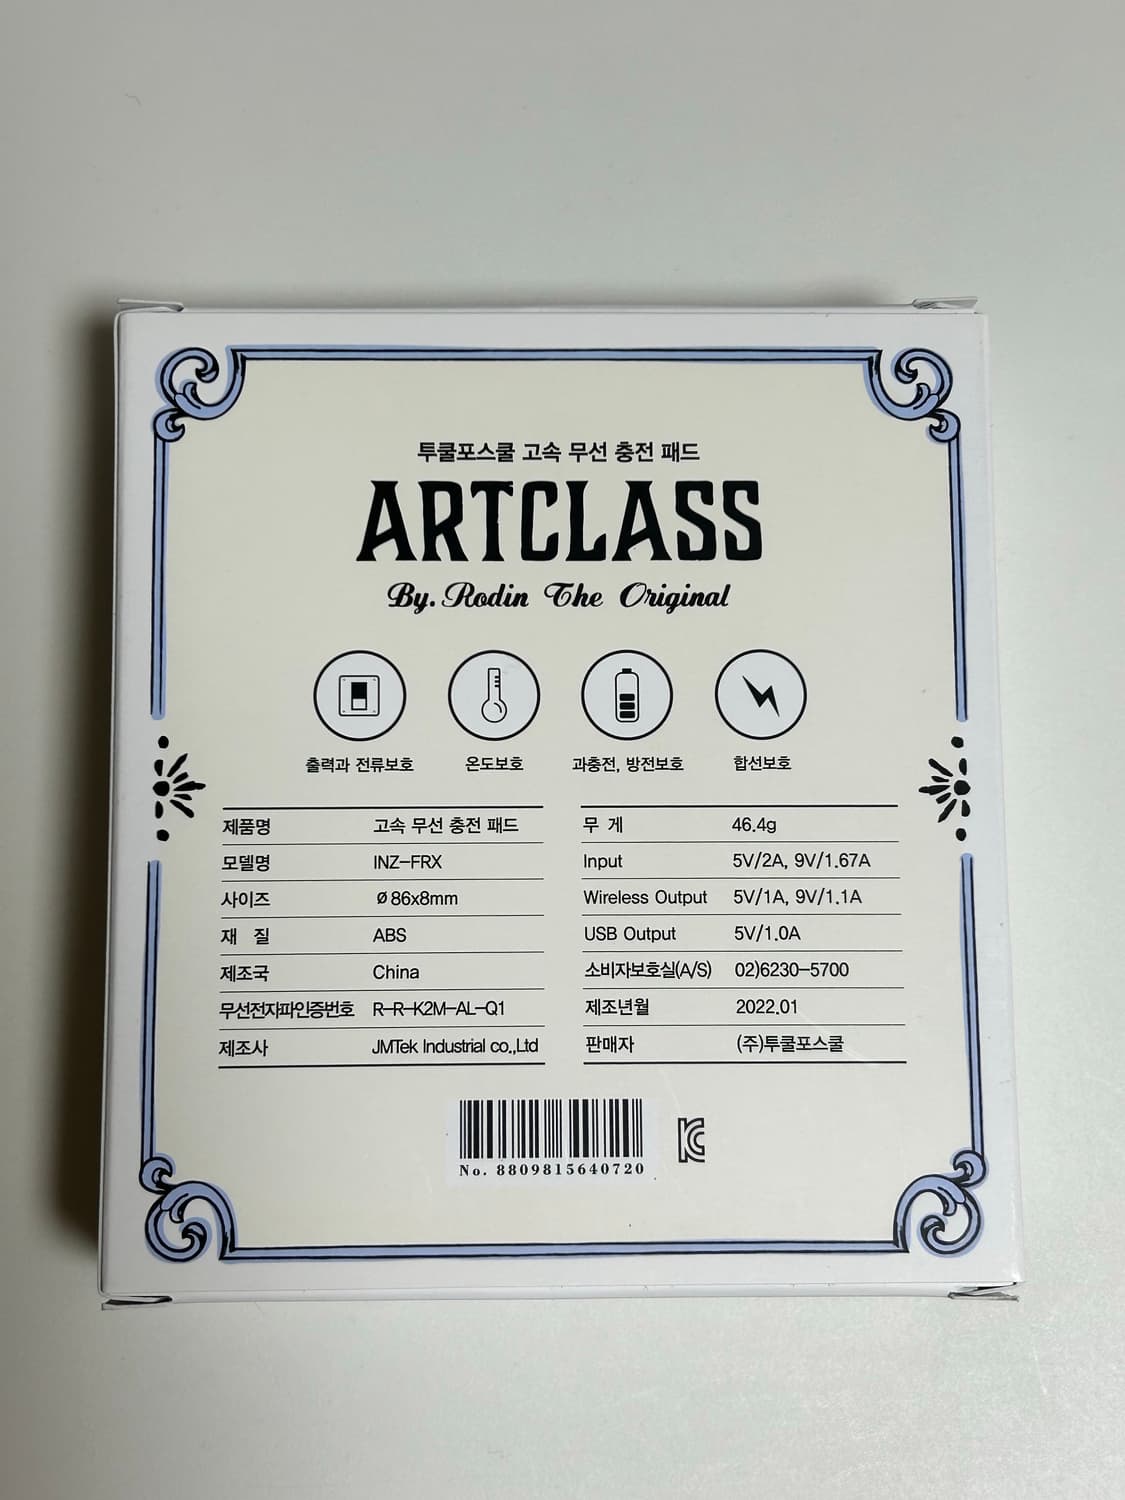 투쿨포스쿨 고속 무선 충전 패드
ARTCLASS
By. Rodin The Original
출력과 전류보호
온도보호
과충전, 방전보호
합선보호
제품명 고속 무선 충전 패드
모델명 INZ-FRX
사이즈 Ø86x8mm
재 질 ABS
제조국 China
무선전자파인증번호 R-R-K2M-AL-Q1
제조사 JMTek Industrial co.,Ltd
무 게 46.4g
Input 5V/2A, 9V/1.67A
Wireless Output 5V/1A, 9V/1.1A
USB Output 5V/1.0A
소비자보호실(A/S) 02)6230-5700
제조년월 2022.01
판매자 (주)투쿨포스쿨
No. 8809815640720
KC